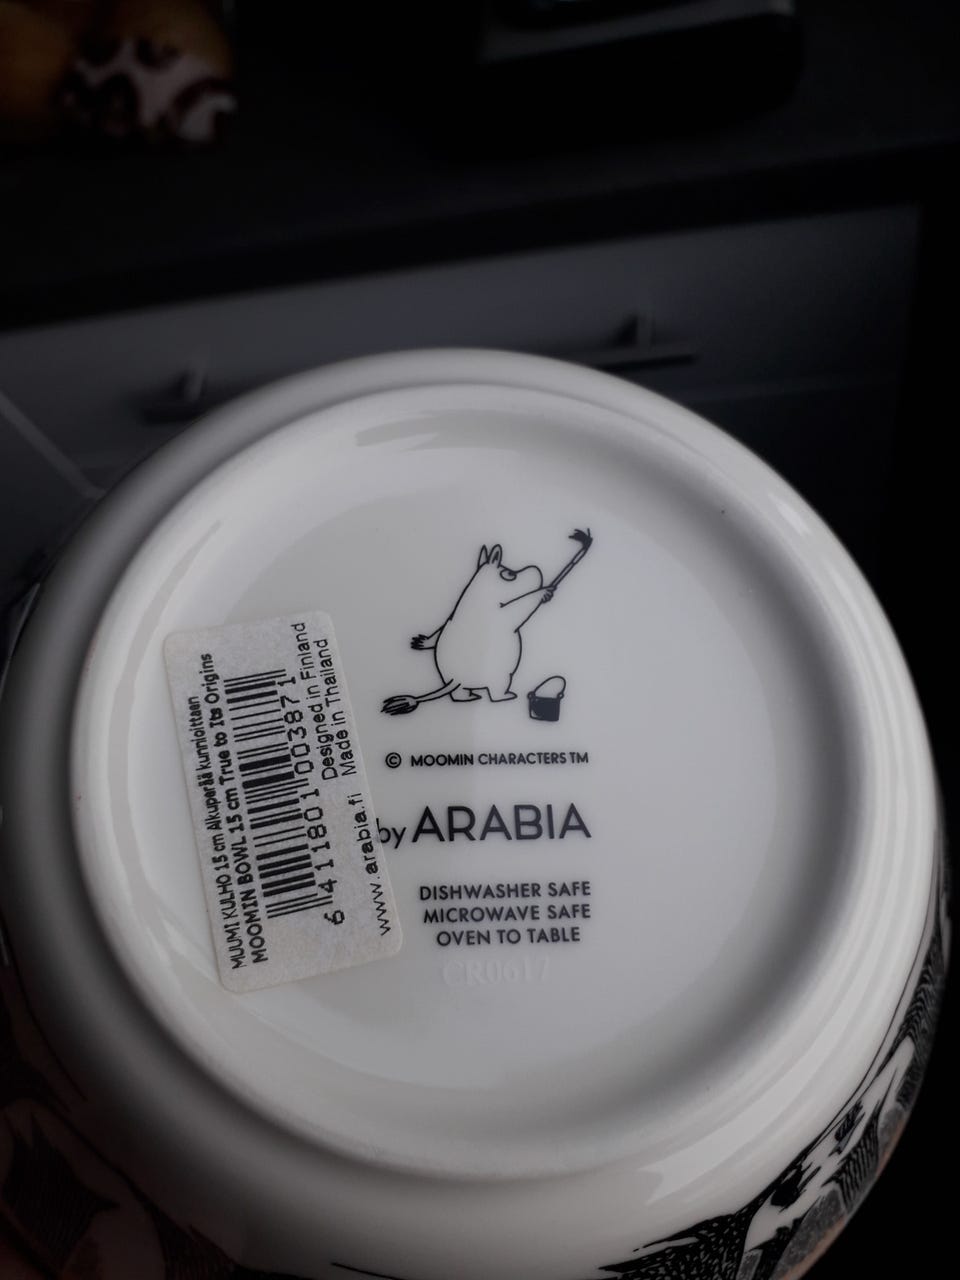 MUUMI KULHO 15 cm Alkuperää kunnioittaen
MOOMIN BOWL 15 cm True to Its Origins
6 411801 003871
Designed in Finland
Made in Thailand
www.arabia.fi
© MOOMIN CHARACTERS TM
by ARABIA
DISHWASHER SAFE
MICROWAVE SAFE
OVEN TO TABLE
CR0617